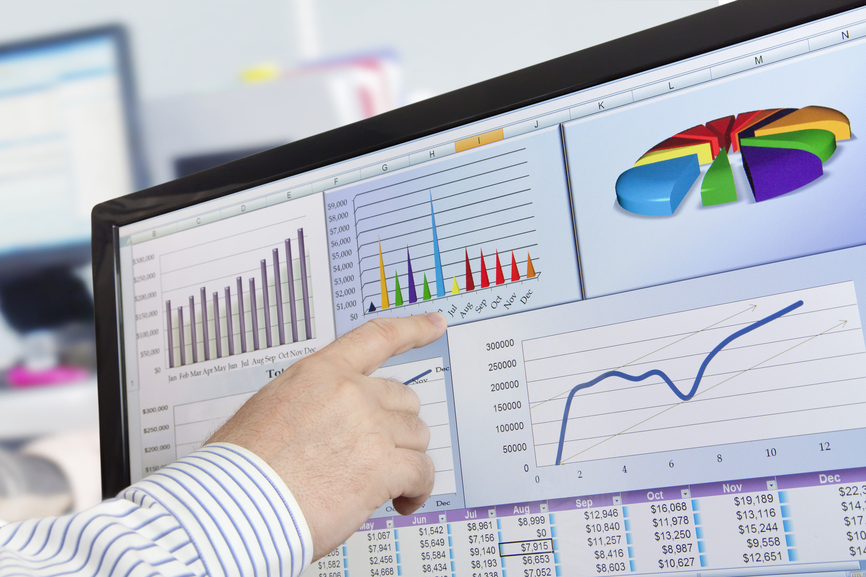 B C D E F G H I J K L M N
$300,000
$250,000
$200,000
$150,000
$100,000
$50,000
$0
Jan Feb Mar Apr May Jun Jul Aug Sep Oct Nov Dec
$9,000
$8,000
$7,000
$6,000
$5,000
$4,000
$3,000
$2,000
$1,000
$0
Jul Aug Sep Oct Nov Dec
$300,000
$250,000
$200,000
Dec
Nov
Oct Dec
300000
250000
200000
150000
100000
50000
0
0 2 4 6 8 10 12
Jun Jul Aug Sep Oct Nov Dec
$1,067 $1,542 $8,961 $8,999 $12,946 $16,068 $19,189
$7,941 $5,649 $7,156 $0 $10,840 $11,978 $13,116
$2,456 $5,584 $9,140 $7,915 $11,257 $13,250 $15,244
$4,668 $8,434 $8,193 $6,653 $8,416 $8,987 $9,558
$7,052 $8,603 $10,627 $12,651